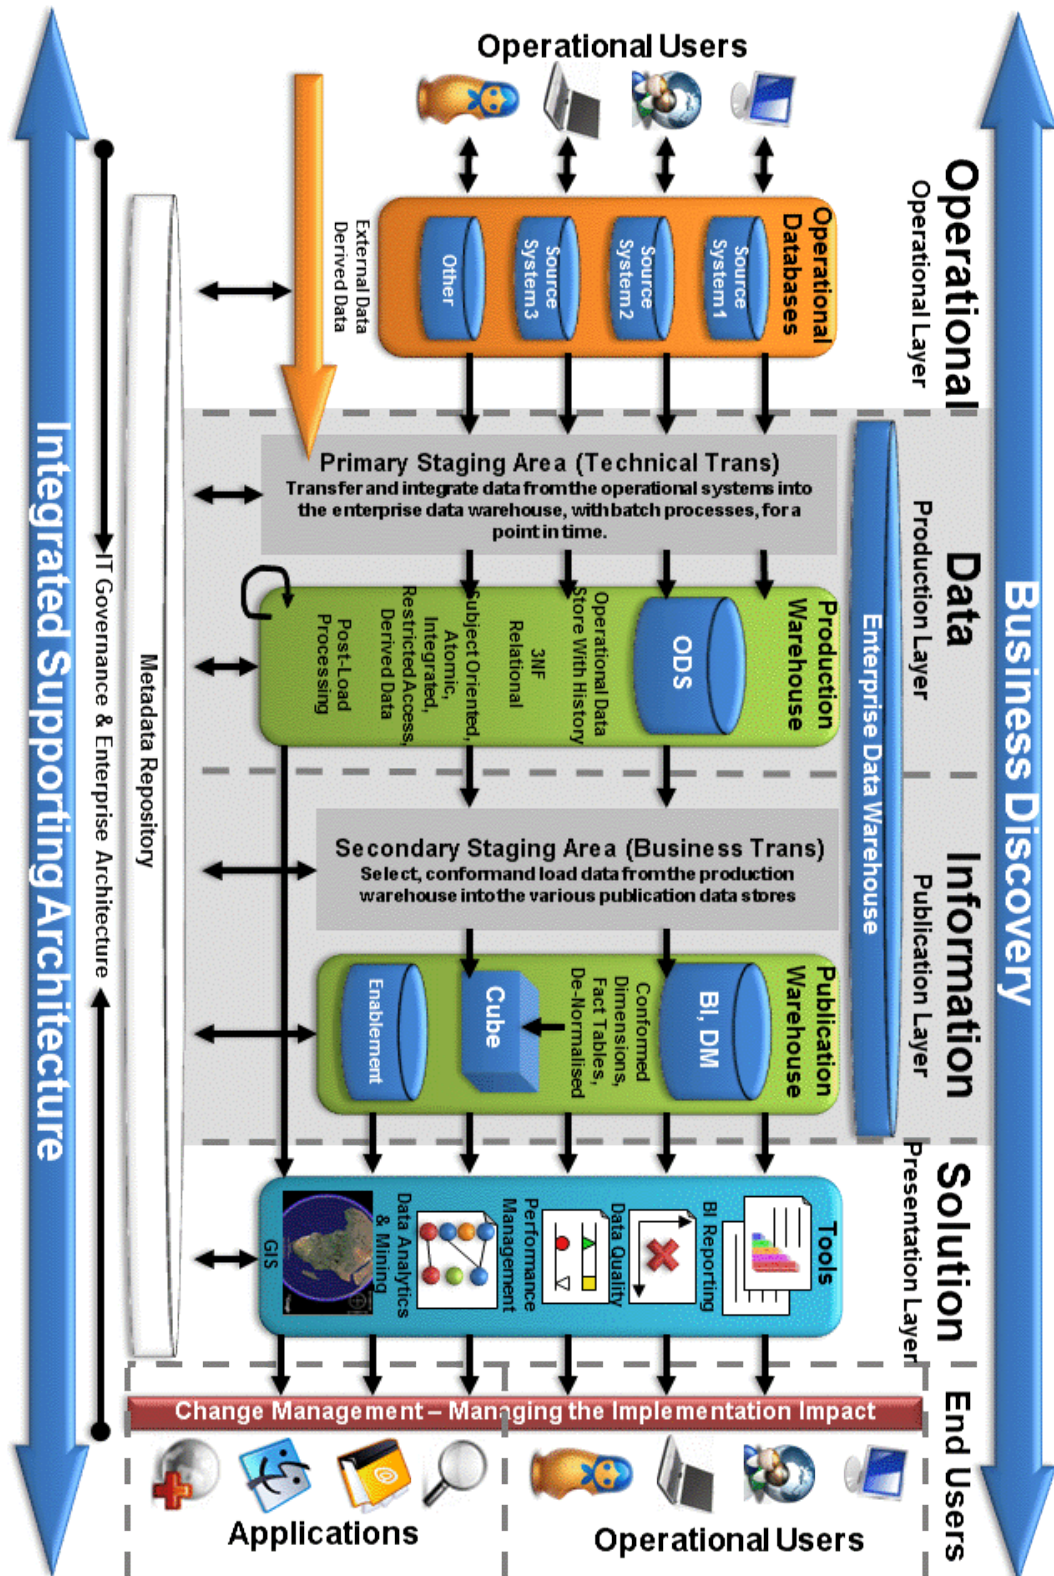 Operational Users
Operational
Operational Layer
Operational
Databases
Source
System1
Source
System2
Source
System3
Other
External Data
Derived Data
Primary Staging Area (Technical Trans)
Transfer and integrate data from the operational systems into
the enterprise data warehouse, with batch processes, for a
point in time.
Data
Production Layer
Enterprise Data Warehouse
Production
Warehouse
ODS
Operational Data
Store With History
3NF
Relational
Subject Oriented,
Atomic,
Integrated,
Restricted Access,
Derived Data
Post-Load
Processing
Secondary Staging Area (Business Trans)
Select, conform and load data from the production
warehouse into the various publication data stores
Information
Publication Layer
Publication
Warehouse
BI, DM
Conformed
Dimensions,
Fact Tables,
De-Normalised
Cube
Enablement
Solution
Presentation Layer
Tools
BI Reporting
Data Quality
Performance
Management
Data Analytics
& Mining
GIS
End Users
Change Management – Managing the Implementation Impact
Applications
Operational Users
Business Discovery
Metadata Repository
IT Governance & Enterprise Architecture
Integrated Supporting Architecture